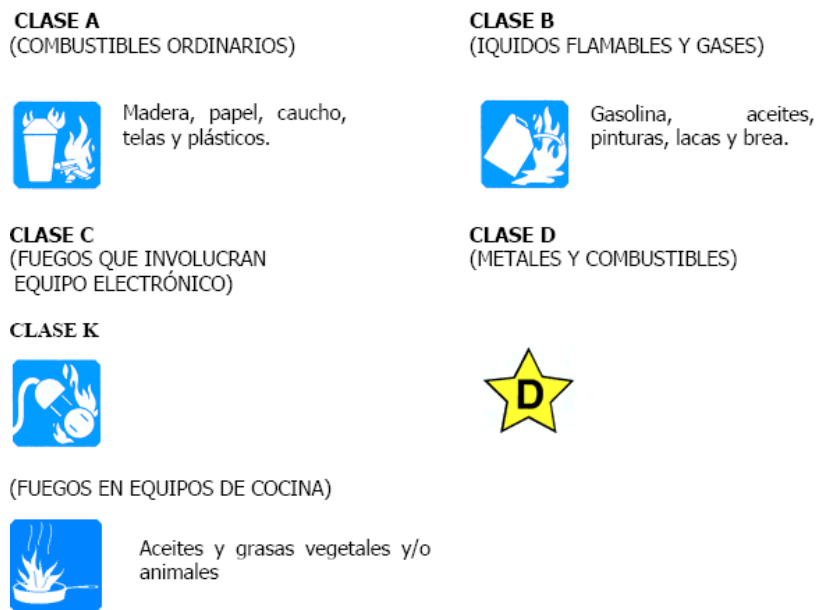 CLASE A
(COMBUSTIBLES ORDINARIOS)
Madera, papel, caucho,
telas y plásticos.
CLASE B
(IQUIDOS FLAMABLES Y GASES)
Gasolina, aceites,
pinturas, lacas y brea.
CLASE C
(FUEGOS QUE INVOLUCRAN
EQUIPO ELECTRÓNICO)
CLASE D
(METALES Y COMBUSTIBLES)
CLASE K
D
(FUEGOS EN EQUIPOS DE COCINA)
Aceites y grasas vegetales y/o
animales